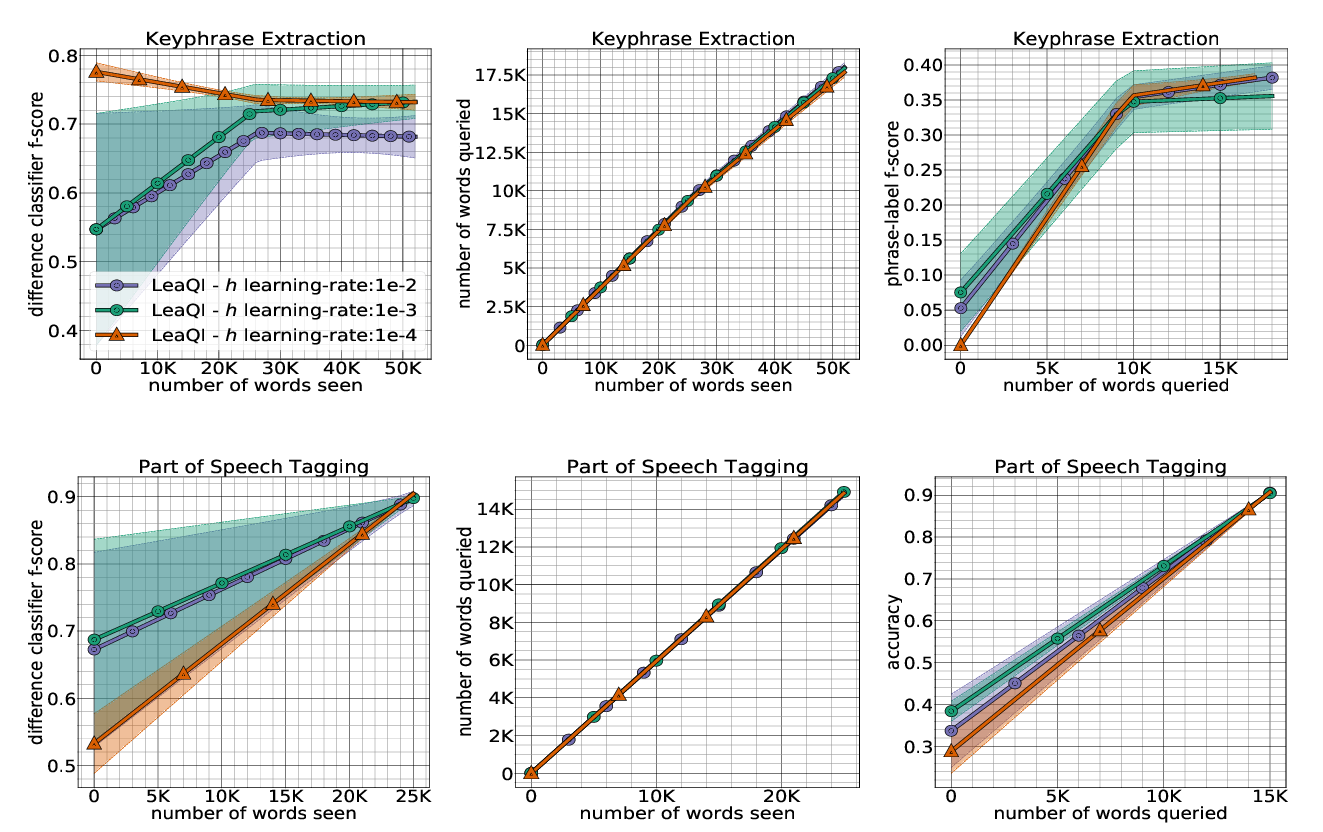 Keyphrase Extraction
difference classifier f-score
0.8
0.7
0.6
0.5
0.4
LeaQI - h learning-rate:1e-2
LeaQI - h learning-rate:1e-3
LeaQI - h learning-rate:1e-4
0 10K 20K 30K 40K 50K
number of words seen
Keyphrase Extraction
number of words queried
17.5K
15K
12.5K
10K
7.5K
5K
2.5K
0
0 10K 20K 30K 40K 50K
number of words seen
Keyphrase Extraction
phrase-label f-score
0.40
0.35
0.30
0.25
0.20
0.15
0.10
0.05
0.00
0 5K 10K 15K
number of words queried
Part of Speech Tagging
difference classifier f-score
0.9
0.8
0.7
0.6
0.5
0 5K 10K 15K 20K 25K
number of words seen
Part of Speech Tagging
number of words queried
14K
12K
10K
8K
6K
4K
2K
0
0 10K 20K
number of words seen
Part of Speech Tagging
accuracy
0.9
0.8
0.7
0.6
0.5
0.4
0.3
0 5K 10K 15K
number of words queried